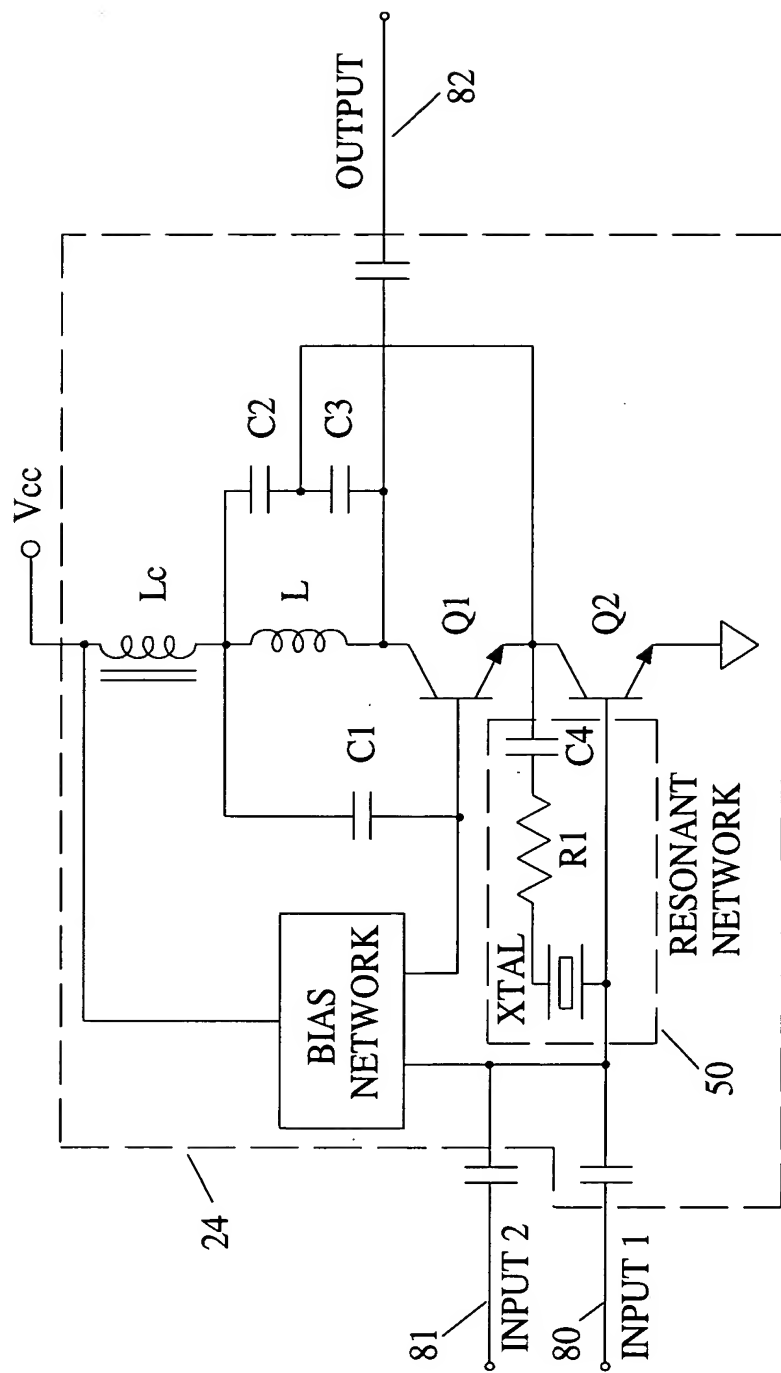 Vcc
OUTPUT
82
24
Lc
C2
C3
L
C1
BIAS
NETWORK
Q1
Q2
XTAL
R1
C4
RESONANT
NETWORK
50
81
INPUT 2
80
INPUT 1